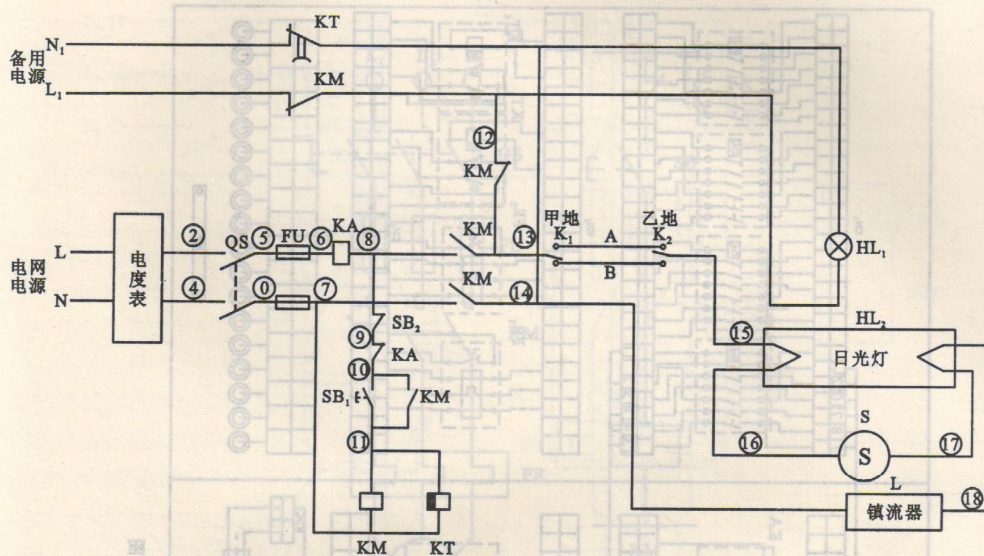 KT
备用
电源
N₁
L₁
KM
⑫
KM
甲地
K₁
乙地
K₂
A
B
HL₁
电网
电源
L
N
电度表
②
QS
⑤
FU
⑥
KA
⑧
KM
⑬
④
⓪
⑦
KM
⑭
SB₂
⑨
KA
⑩
SB₁
KM
⑪
KM
KT
HL₂
⑮
日光灯
S
S
⑯
⑰
L
镇流器
⑱